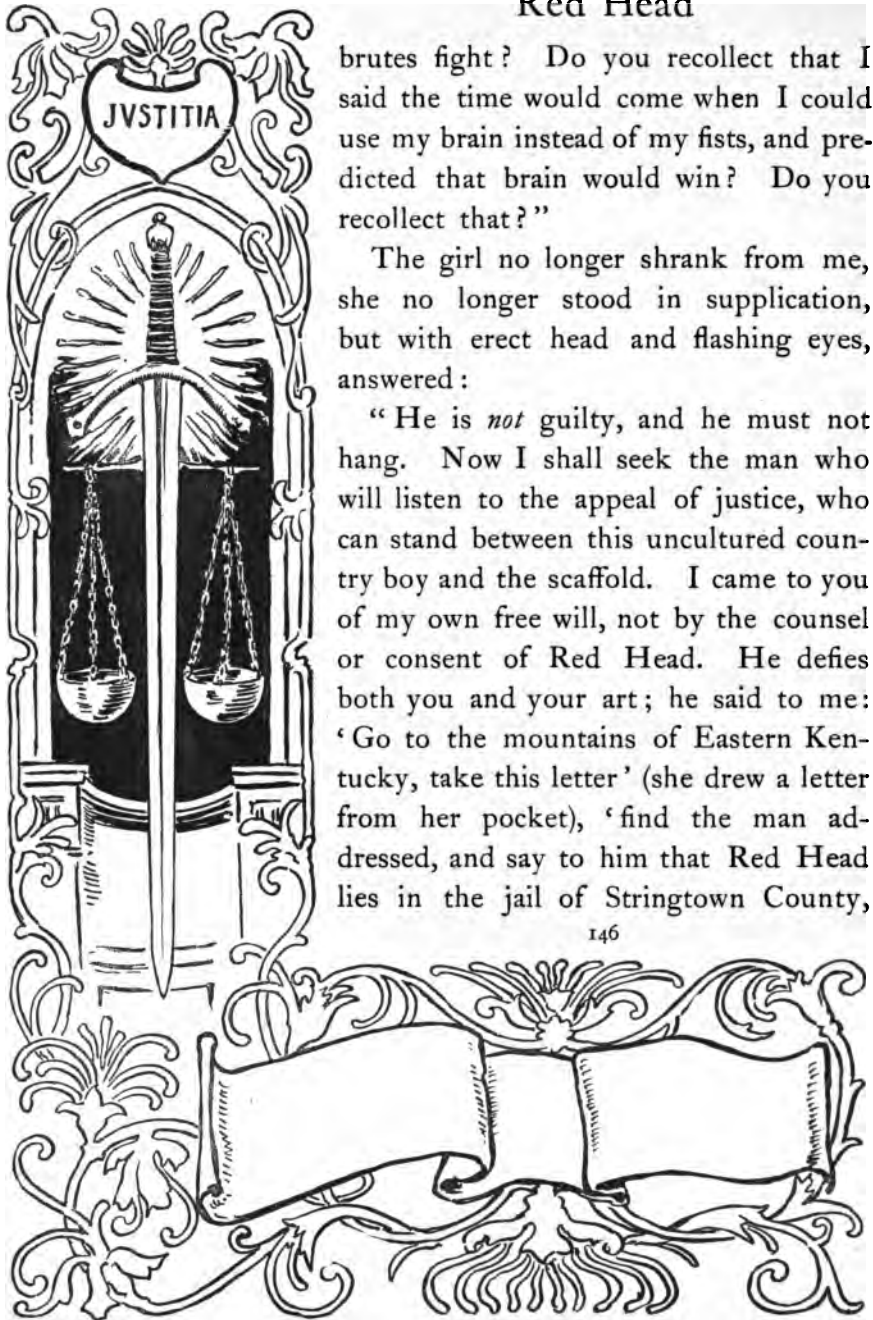 Red Head
JVSTITIA
brutes fight? Do you recollect that I
said the time would come when I could
use my brain instead of my fists, and pre-
dicted that brain would win? Do you
recollect that?”
The girl no longer shrank from me,
she no longer stood in supplication,
but with erect head and flashing eyes,
answered:
“He is not guilty, and he must not
hang. Now I shall seek the man who
will listen to the appeal of justice, who
can stand between this uncultured coun-
try boy and the scaffold. I came to you
of my own free will, not by the counsel
or consent of Red Head. He defies
both you and your art; he said to me:
‘Go to the mountains of Eastern Ken-
tucky, take this letter’ (she drew a letter
from her pocket), ‘find the man ad-
dressed, and say to him that Red Head
lies in the jail of Stringtown County,
146